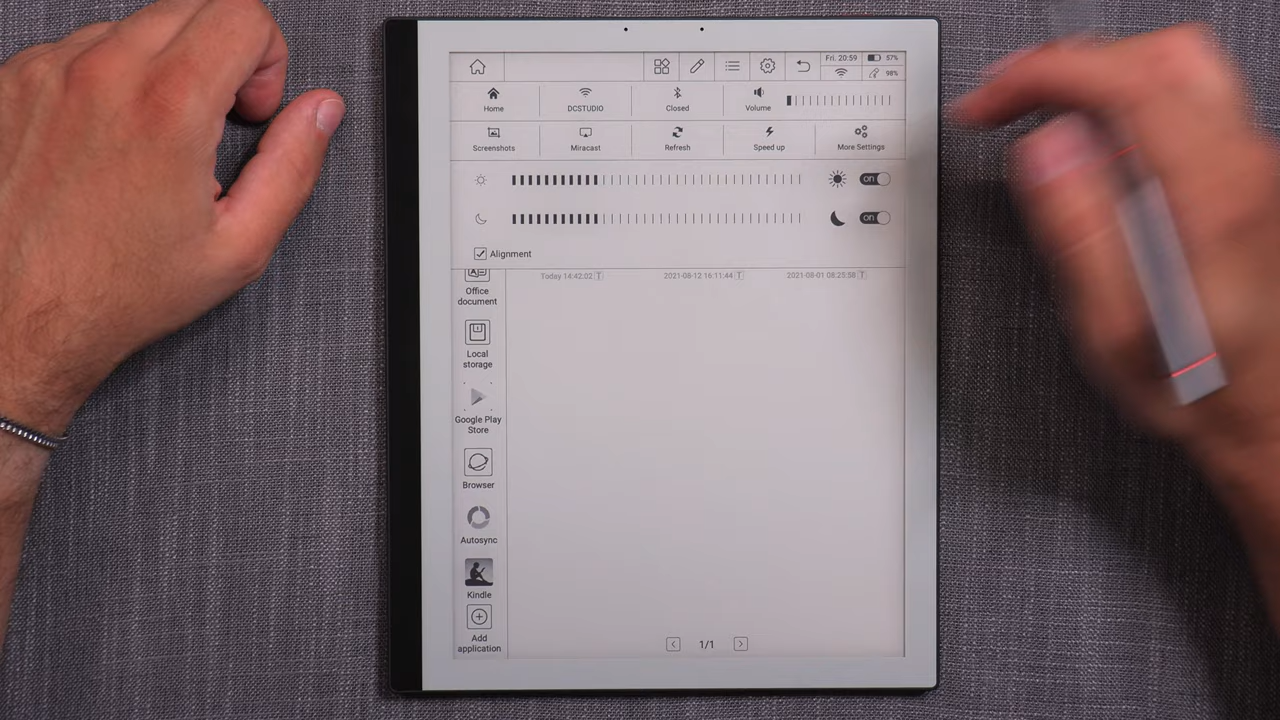 Fri. 20:59 57%
98%
Home DCSTUDIO Closed Volume
Screenshots Miracast Refresh Speed up More Settings
on
on
Alignment
Today 14:42:02 T 2021-08-12 16:11:44 T 2021-08-01 08:25:58 T
Office
document
Local
storage
Google Play
Store
Browser
Autosync
Kindle
Add
application
1/1